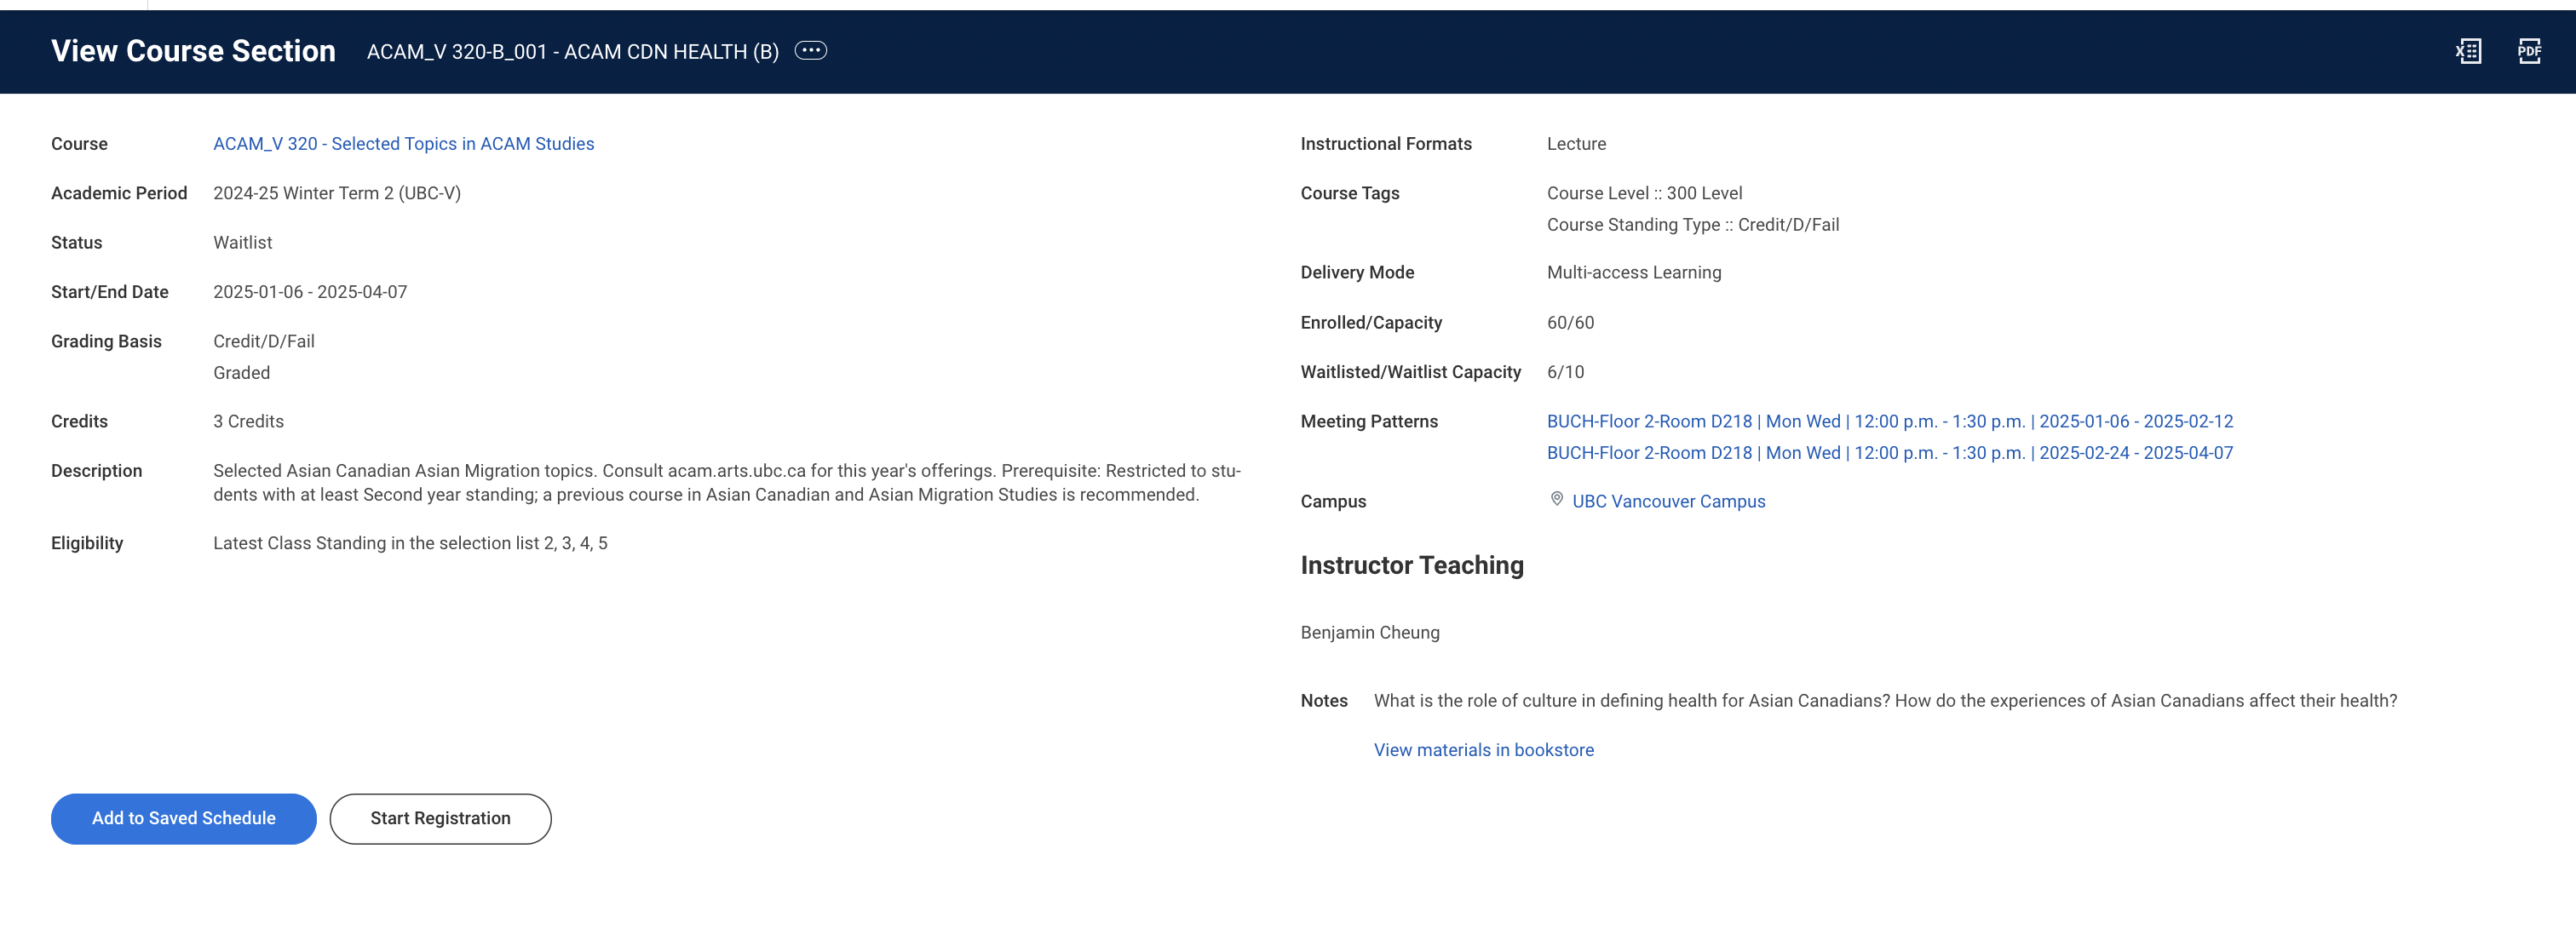 View Course Section ACAM_V 320-B_001 - ACAM CDN HEALTH (B)
X PDF
Course ACAM_V 320 - Selected Topics in ACAM Studies
Academic Period 2024-25 Winter Term 2 (UBC-V)
Status Waitlist
Start/End Date 2025-01-06 - 2025-04-07
Grading Basis Credit/D/Fail
Graded
Credits 3 Credits
Description Selected Asian Canadian Asian Migration topics. Consult acam.arts.ubc.ca for this year's offerings. Prerequisite: Restricted to stu-
dents with at least Second year standing; a previous course in Asian Canadian and Asian Migration Studies is recommended.
Eligibility Latest Class Standing in the selection list 2, 3, 4, 5
Instructional Formats Lecture
Course Tags Course Level :: 300 Level
Course Standing Type :: Credit/D/Fail
Delivery Mode Multi-access Learning
Enrolled/Capacity 60/60
Waitlisted/Waitlist Capacity 6/10
Meeting Patterns BUCH-Floor 2-Room D218 | Mon Wed | 12:00 p.m. - 1:30 p.m. | 2025-01-06 - 2025-02-12
BUCH-Floor 2-Room D218 | Mon Wed | 12:00 p.m. - 1:30 p.m. | 2025-02-24 - 2025-04-07
Campus UBC Vancouver Campus
Instructor Teaching
Benjamin Cheung
Notes What is the role of culture in defining health for Asian Canadians? How do the experiences of Asian Canadians affect their health?
View materials in bookstore
Add to Saved Schedule Start Registration